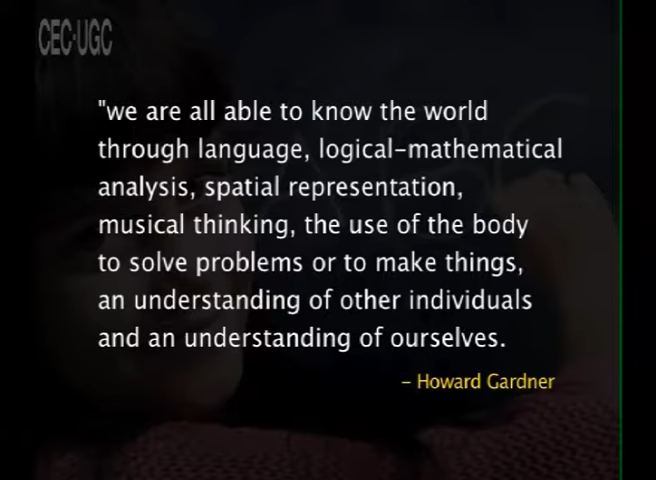 CEC-UGC
"we are all able to know the world
through language, logical-mathematical
analysis, spatial representation,
musical thinking, the use of the body
to solve problems or to make things,
an understanding of other individuals
and an understanding of ourselves.
– Howard Gardner